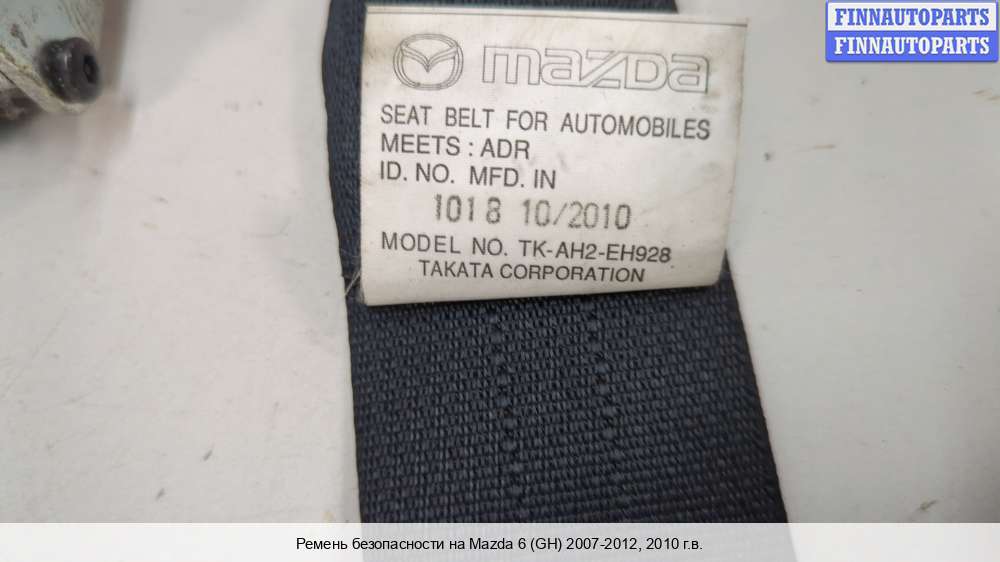 FINNAUTOPARTS
FINNAUTOPARTS
mazda
SEAT BELT FOR AUTOMOBILES
MEETS : ADR
ID. NO. MFD. IN
1018 10/2010
MODEL NO. TK-AH2-EH928
TAKATA CORPORATION
Ремень безопасности на Mazda 6 (GH) 2007-2012, 2010 г.в.